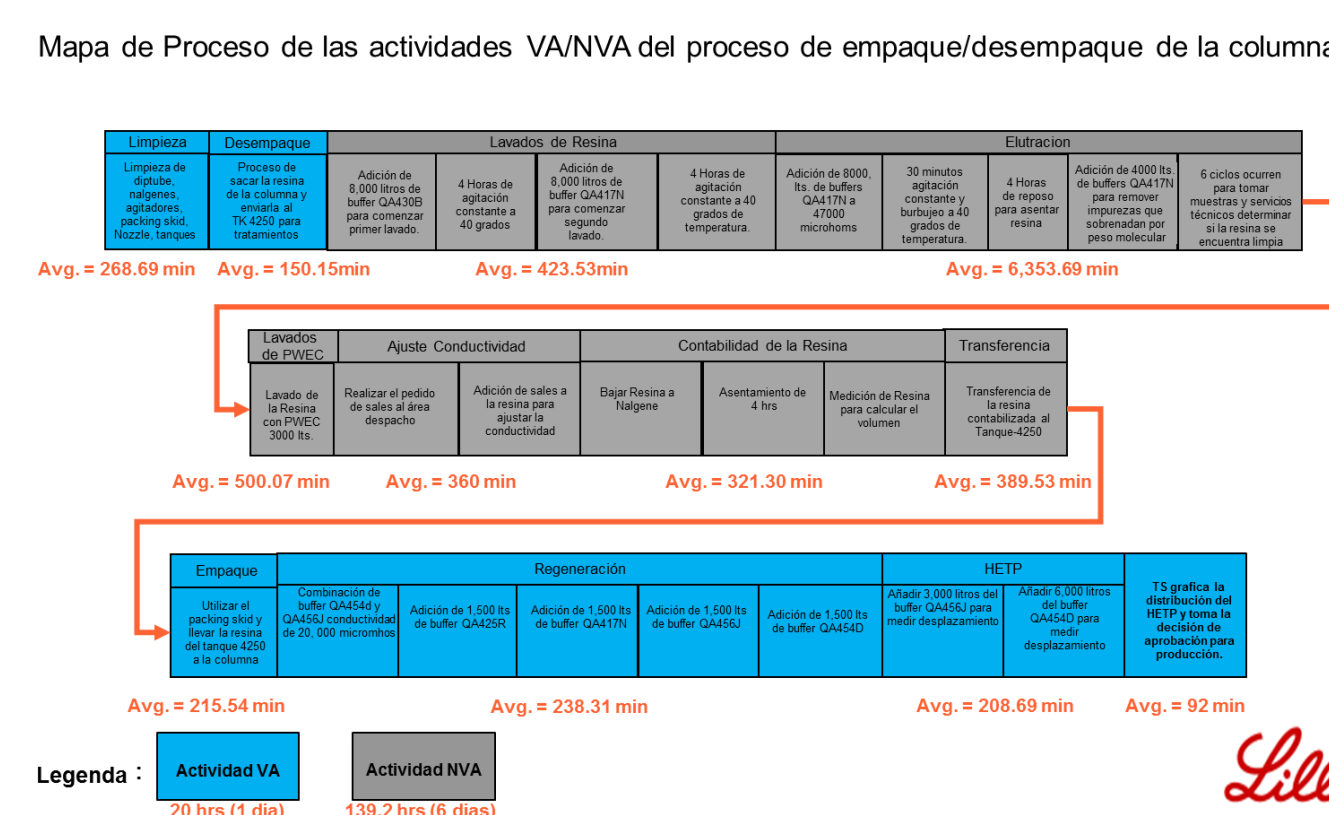 Mapa de Proceso de las actividades VA/NVA del proceso de empaque/desempaque de la columna
Limpieza
Desempaque
Lavados de Resina
Elutracion
Limpieza de
diptube,
nalgenes,
agitadores,
packing skid,
Nozzle, tanques
Proceso de
sacar la resina
de la columna y
enviarla al
TK 4250 para
tratamientos
Adición de
8,000 litros de
buffer QA430B
para comenzar
primer lavado.
4 Horas de
agitación
constante a
40 grados
Adición de
8,000 litros de
buffer QA417N
para comenzar
segundo
lavado.
4 Horas de
agitación
constante a 40
grados de
temperatura.
Adición de 8000,
lts. de buffers
QA417N a
47000
microhoms
30 minutos
agitación
constante y
burbujeo a 40
grados de
temperatura.
4 Horas
de reposo
para asentar
resina
Adición de 4000 lts.
de buffers QA417N
para remover
impurezas que
sobrenadan por
peso molecular
6 ciclos ocurren
para tomar
muestras y servicios
técnicos determinar
si la resina se
encuentra limpia
Avg. = 268.69 min
Avg. = 150.15min
Avg. = 423.53min
Avg. = 6,353.69 min
Lavados
de PWEC
Ajuste Conductividad
Contabilidad de la Resina
Transferencia
Lavado de
la Resina
con PWEC
3000 lts.
Realizar el pedido
de sales al área
despacho
Adición de sales a
la resina para
ajustar la
conductividad
Bajar Resina a
Nalgene
Asentamiento de
4 hrs
Medición de Resina
para calcular el
volumen
Transferencia de
la resina
contabilizada al
Tanque-4250
Avg. = 500.07 min
Avg. = 360 min
Avg. = 321.30 min
Avg. = 389.53 min
Empaque
Regeneración
HETP
Utilizar el
packing skid y
llevar la resina
del tanque 4250
a la columna
Combinación de
buffer QA454d y
QA456J conductividad
de 20, 000 micromhos
Adición de 1,500 lts
de buffer QA425R
Adición de 1,500 lts
de buffer QA417N
Adición de 1,500 lts
de buffer QA456J
Adición de 1,500 lts
de buffer QA454D
Añadir 3,000 litros del
buffer QA456J para
medir desplazamiento
Añadir 6,000 litros
del buffer
QA454D para
medir
desplazamiento
TS grafica la
distribución del
HETP y toma la
decisión de
aprobación para
producción.
Avg. = 215.54 min
Avg. = 238.31 min
Avg. = 208.69 min
Avg. = 92 min
Legenda :
Actividad VA
Actividad NVA
20 hrs (1 dia)
139.2 hrs (6 dias)
Lill